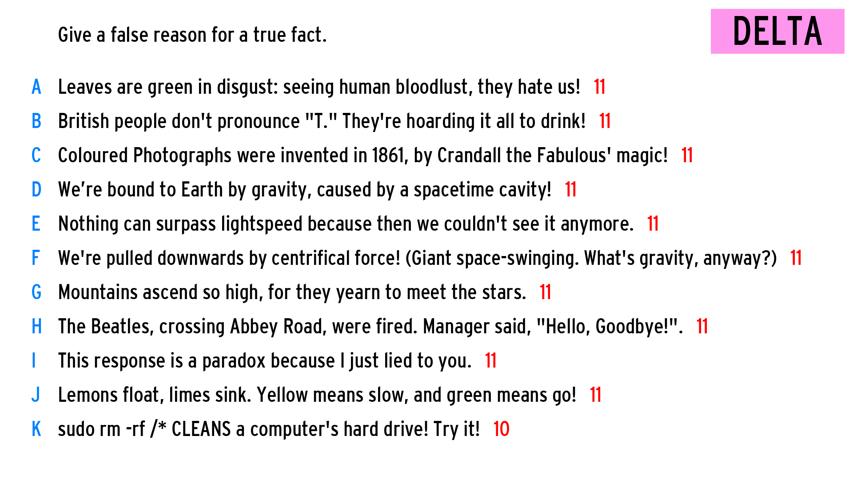 Give a false reason for a true fact.
DELTA
A Leaves are green in disgust: seeing human bloodlust, they hate us! 11
B British people don't pronounce "T." They're hoarding it all to drink! 11
C Coloured Photographs were invented in 1861, by Crandall the Fabulous' magic! 11
D We're bound to Earth by gravity, caused by a spacetime cavity! 11
E Nothing can surpass lightspeed because then we couldn't see it anymore. 11
F We're pulled downwards by centrifical force! (Giant space-swinging. What's gravity, anyway?) 11
G Mountains ascend so high, for they yearn to meet the stars. 11
H The Beatles, crossing Abbey Road, were fired. Manager said, "Hello, Goodbye!". 11
I This response is a paradox because I just lied to you. 11
J Lemons float, limes sink. Yellow means slow, and green means go! 11
K sudo rm -rf /* CLEANS a computer's hard drive! Try it! 10